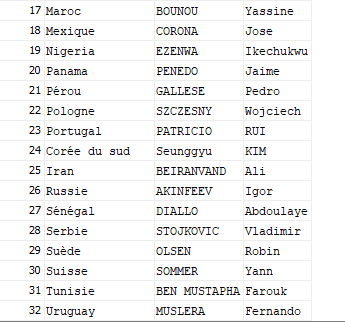 17 Maroc BOUNOU Yassine
18 Mexique CORONA Jose
19 Nigeria EZENWA Ikechukwu
20 Panama PENEDO Jaime
21 Pérou GALLESE Pedro
22 Pologne SZCZESNY Wojciech
23 Portugal PATRICIO RUI
24 Corée du sud Seunggyu KIM
25 Iran BEIRANVAND Ali
26 Russie AKINFEEV Igor
27 Sénégal DIALLO Abdoulaye
28 Serbie STOJKOVIC Vladimir
29 Suède OLSEN Robin
30 Suisse SOMMER Yann
31 Tunisie BEN MUSTAPHA Farouk
32 Uruguay MUSLERA Fernando